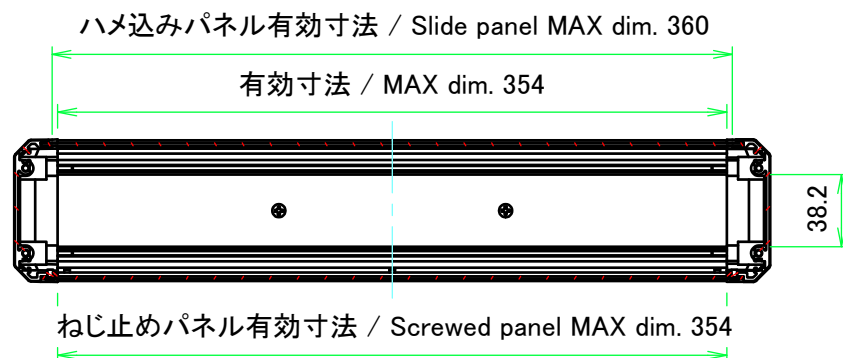 ハメ込みパネル有効寸法 / Slide panel MAX dim. 360
有効寸法 / MAX dim. 354
38.2
ねじ止めパネル有効寸法 / Screwed panel MAX dim. 354